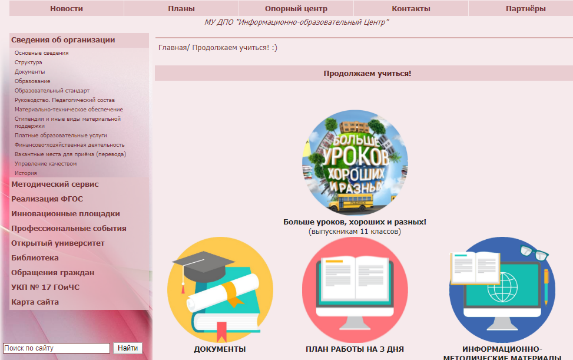 Новости
Планы
Опорный центр
Контакты
Партнёры
МУ ДПО "Информационно-образовательный Центр"
Сведения об организации
Основные сведения
Структура
Документы
Образование
Образовательный стандарт
Руководство. Педагогический состав
Материально-техническое обеспечение
Стипендии и иные виды материальной
поддержки
Платные образовательные услуги
Финансово-хозяйственная деятельность
Вакантные места для приёма (перевода)
Управление качеством
История
Методический сервис
Реализация ФГОС
Инновационные площадки
Профессиональные события
Открытый университет
Библиотека
Обращения граждан
УКП № 17 ГОиЧС
Карта сайта
Поиск по сайту
Найти
Главная/ Продолжаем учиться! :)
Продолжаем учиться!
БОЛЬШЕ
УРОКОВ
ХОРОШИХ
И РАЗНЫХ!
Больше уроков, хороших и разных!
(выпускникам 11 классов)
ДОКУМЕНТЫ
ПЛАН РАБОТЫ НА 3 ДНЯ
ИНФОРМАЦИОННО-
МЕТОДИЧЕСКИЕ МАТЕРИАЛЫ